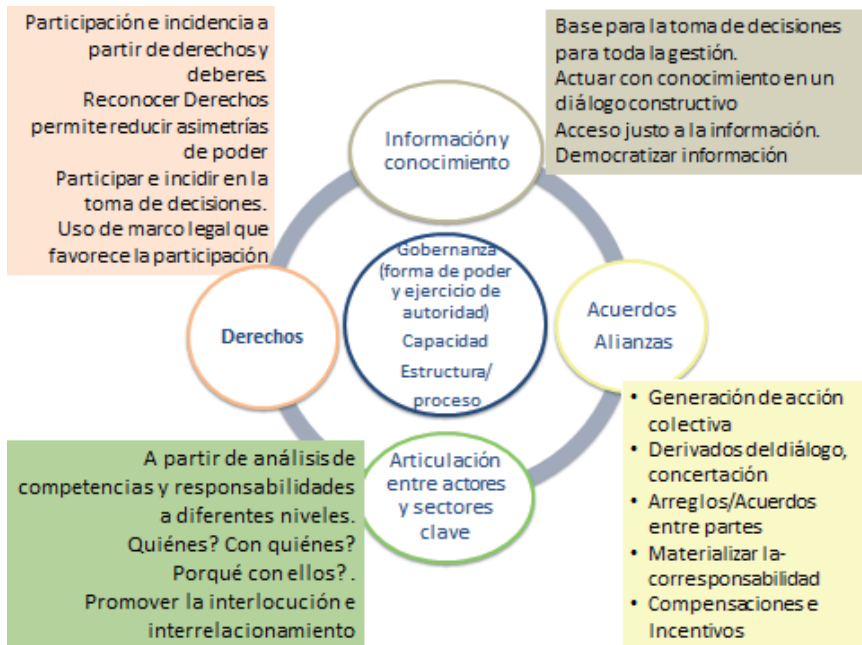 Participación e incidencia a
partir de derechos y
deberes.
Reconocer Derechos
permite reducir asimetrías
de poder
Participar e incidir en la
toma de decisiones.
Uso de marco legal que
favorece la participación
Información y
conocimiento
Base para la toma de decisiones
para toda la gestión.
Actuar con conocimiento en un
diálogo constructivo
Acceso justo a la información.
Democratizar información
Derechos
Gobernanza
(forma de poder
y ejercicio de
autoridad)
Capacidad
Estructura/
proceso
Acuerdos
Alianzas
A partir de análisis de
competencias y responsabilidades
a diferentes niveles.
Quiénes? Con quiénes?
Porqué con ellos? .
Promover la interlocución e
interrelacionamiento
Articulación
entre actores
y sectores
clave
• Generación de acción
colectiva
• Derivados del diálogo,
concertación
• Arreglos/Acuerdos
entre partes
• Materializar la-
corresponsabilidad
• Compensaciones e
Incentivos